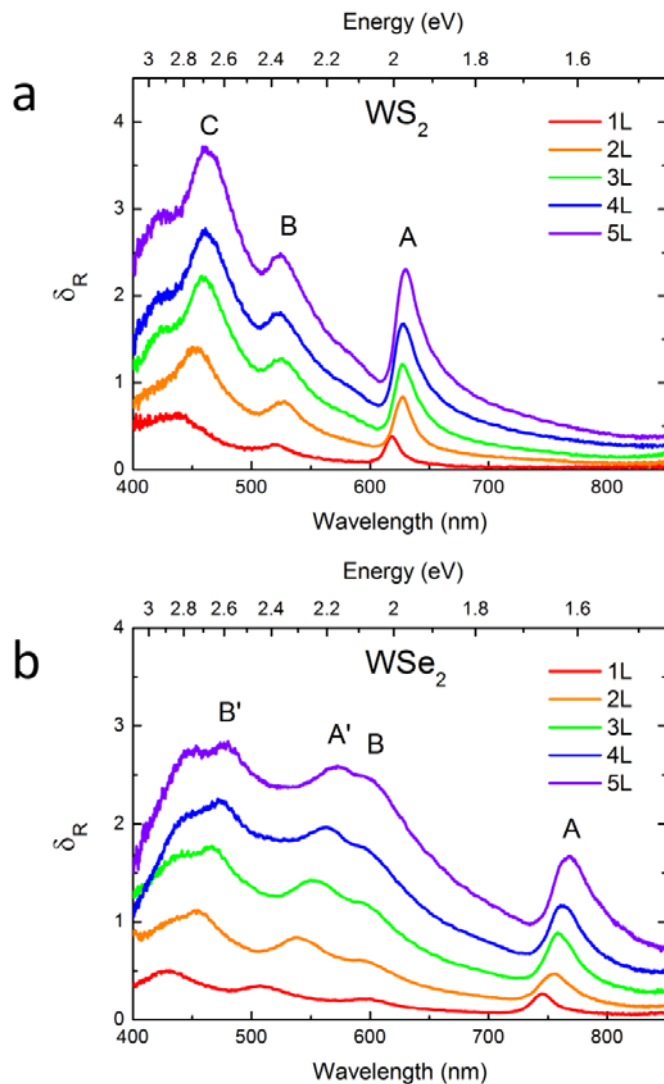 Energy (eV)
3 2.8 2.6 2.4 2.2 2 1.8 1.6
a
WS₂
C
B
A
1L
2L
3L
4L
5L
δ_R
4
3
2
1
0
400 500 600 700 800
Wavelength (nm)
Energy (eV)
3 2.8 2.6 2.4 2.2 2 1.8 1.6
b
WSe₂
B'
A'
B
A
1L
2L
3L
4L
5L
δ_R
4
3
2
1
0
400 500 600 700 800
Wavelength (nm)